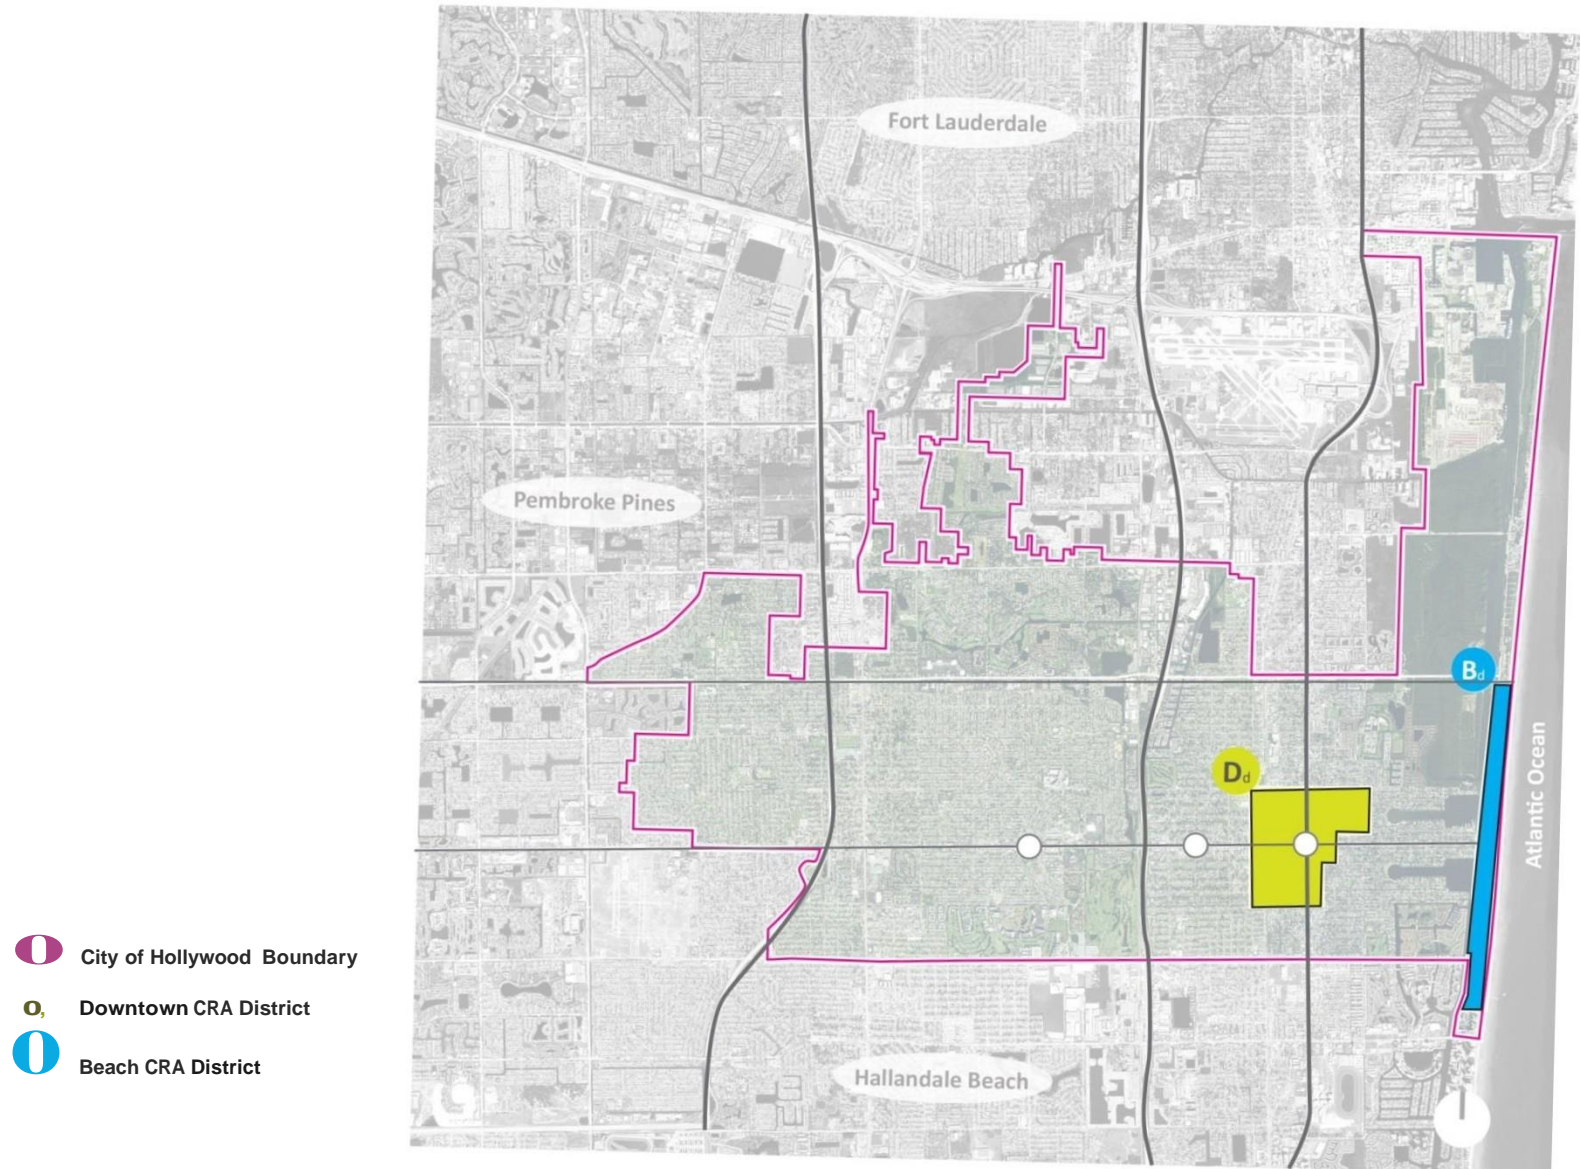 Fort Lauderdale
Pembroke Pines
Bd
Dd
Atlantic Ocean
City of Hollywood Boundary
o, Downtown CRA District
Beach CRA District
Hallandale Beach